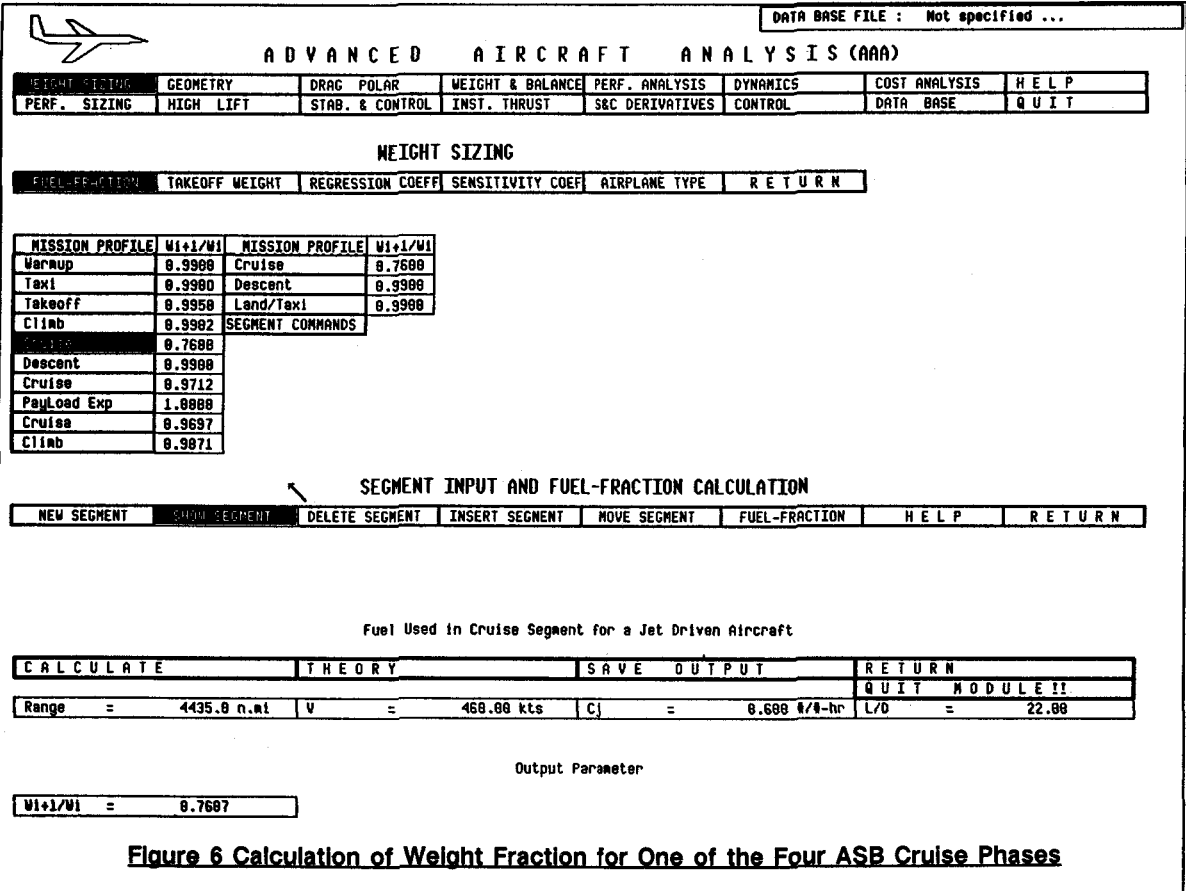 DATA BASE FILE : Not specified ...
ADVANCED AIRCRAFT ANALYSIS (AAA)
WEIGHT SIZING GEOMETRY DRAG POLAR WEIGHT & BALANCE PERF. ANALYSIS DYNAMICS COST ANALYSIS HELP
PERF. SIZING HIGH LIFT STAB. & CONTROL INST. THRUST S&C DERIVATIVES CONTROL DATA BASE QUIT
WEIGHT SIZING
FUEL-FRACTION TAKEOFF WEIGHT REGRESSION COEFF SENSITIVITY COEF AIRPLANE TYPE RETURN
MISSION PROFILE Wi+1/Wi MISSION PROFILE Wi+1/Wi
Warmup 0.9900 Cruise 0.7688
Taxi 0.9900 Descent 0.9900
Takeoff 0.9950 Land/Taxi 0.9900
Climb 0.9902 SEGMENT COMMANDS
Cruise 0.7688
Descent 0.9900
Cruise 0.9712
PayLoad Exp 1.0000
Cruise 0.9697
Climb 0.9871
SEGMENT INPUT AND FUEL-FRACTION CALCULATION
NEW SEGMENT SHOW SEGMENT DELETE SEGMENT INSERT SEGMENT MOVE SEGMENT FUEL-FRACTION HELP RETURN
Fuel Used in Cruise Segment for a Jet Driven Aircraft
CALCULATE THEORY SAVE OUTPUT RETURN
QUIT MODULE!!
Range = 4435.0 n.mi V = 460.00 kts Cj = 0.600 #/#-hr L/D = 22.00
Output Parameter
Wi+1/Wi = 0.7687
Figure 6 Calculation of Weight Fraction for One of the Four ASB Cruise Phases